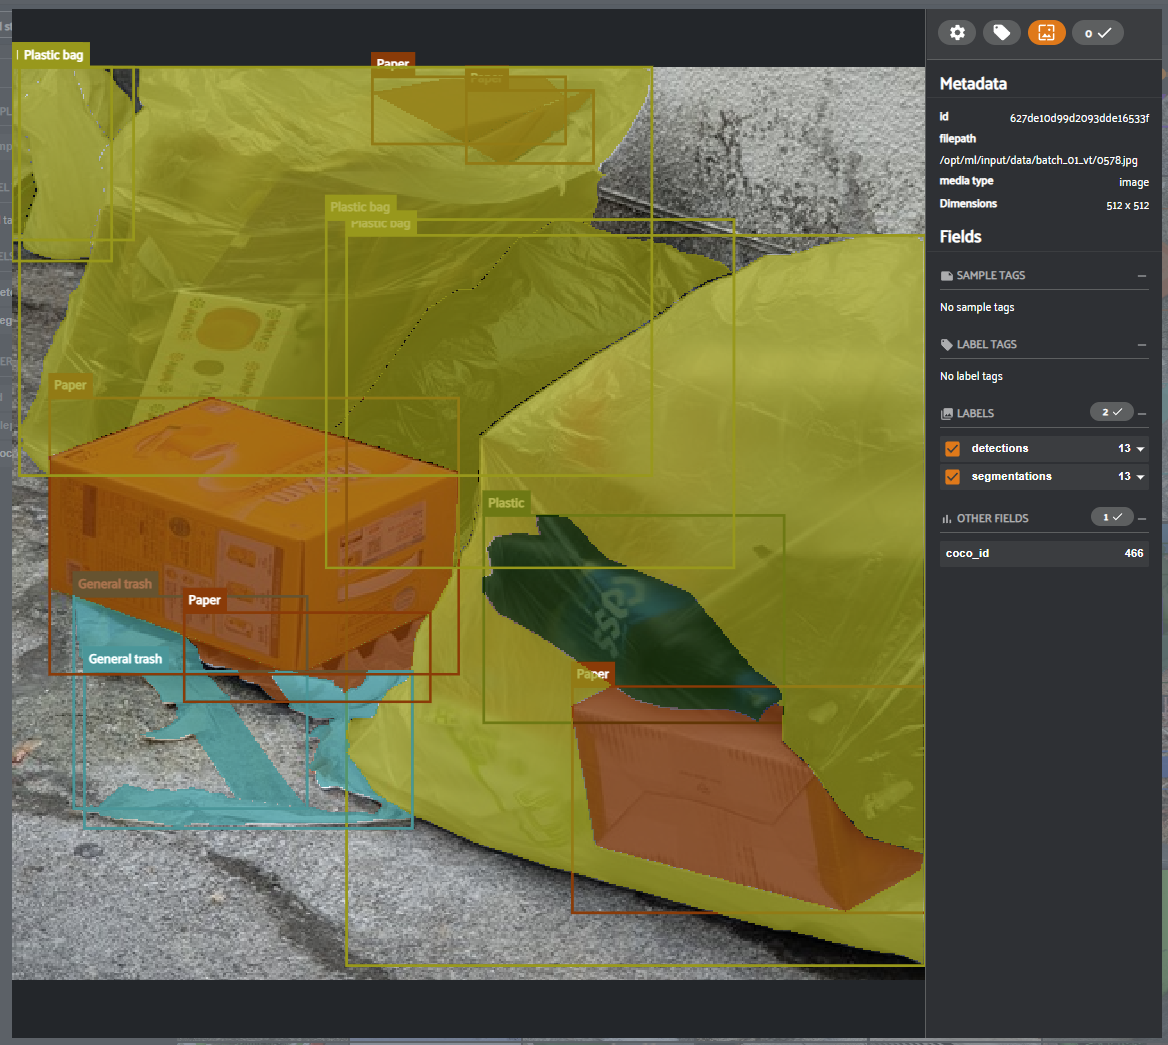 Plastic bag
Paper
Paper
Plastic bag
Plastic bag
Paper
Plastic
General trash
Paper
General trash
Paper
0
Metadata
id
627de10d99d2093dde16533f
filepath
/opt/ml/input/data/batch_01_vt/0578.jpg
media type
image
Dimensions
512 x 512
Fields
SAMPLE TAGS
No sample tags
LABEL TAGS
No label tags
LABELS
2
detections
13
segmentations
13
OTHER FIELDS
1
coco_id
466